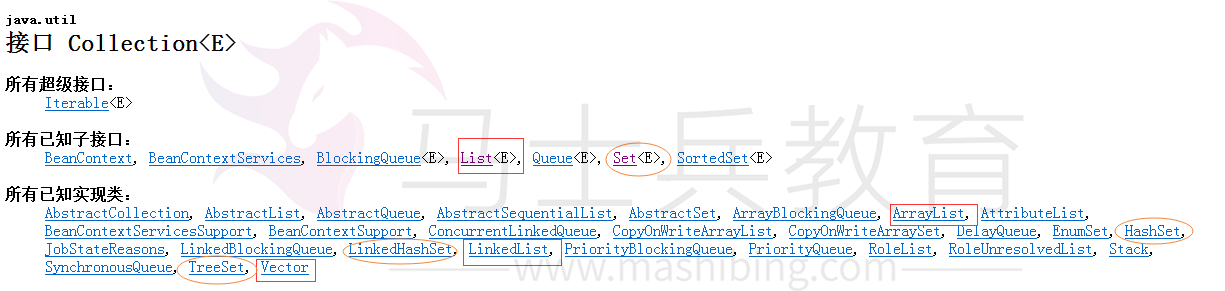 java.util
接口 Collection<E>
所有超级接口：
Iterable<E>
所有已知子接口：
BeanContext, BeanContextServices, BlockingQueue<E>, List<E>, Queue<E>, Set<E>, SortedSet<E>
所有已知实现类：
AbstractCollection, AbstractList, AbstractQueue, AbstractSequentialList, AbstractSet, ArrayBlockingQueue, ArrayList, AttributeList,
BeanContextServicesSupport, BeanContextSupport, ConcurrentLinkedQueue, CopyOnWriteArrayList, CopyOnWriteArraySet, DelayQueue, EnumSet, HashSet,
JobStateReasons, LinkedBlockingQueue, LinkedHashSet, LinkedList, PriorityBlockingQueue, PriorityQueue, RoleList, RoleUnresolvedList, Stack,
SynchronousQueue, TreeSet, Vector
马士兵教育
www.mashibing.com